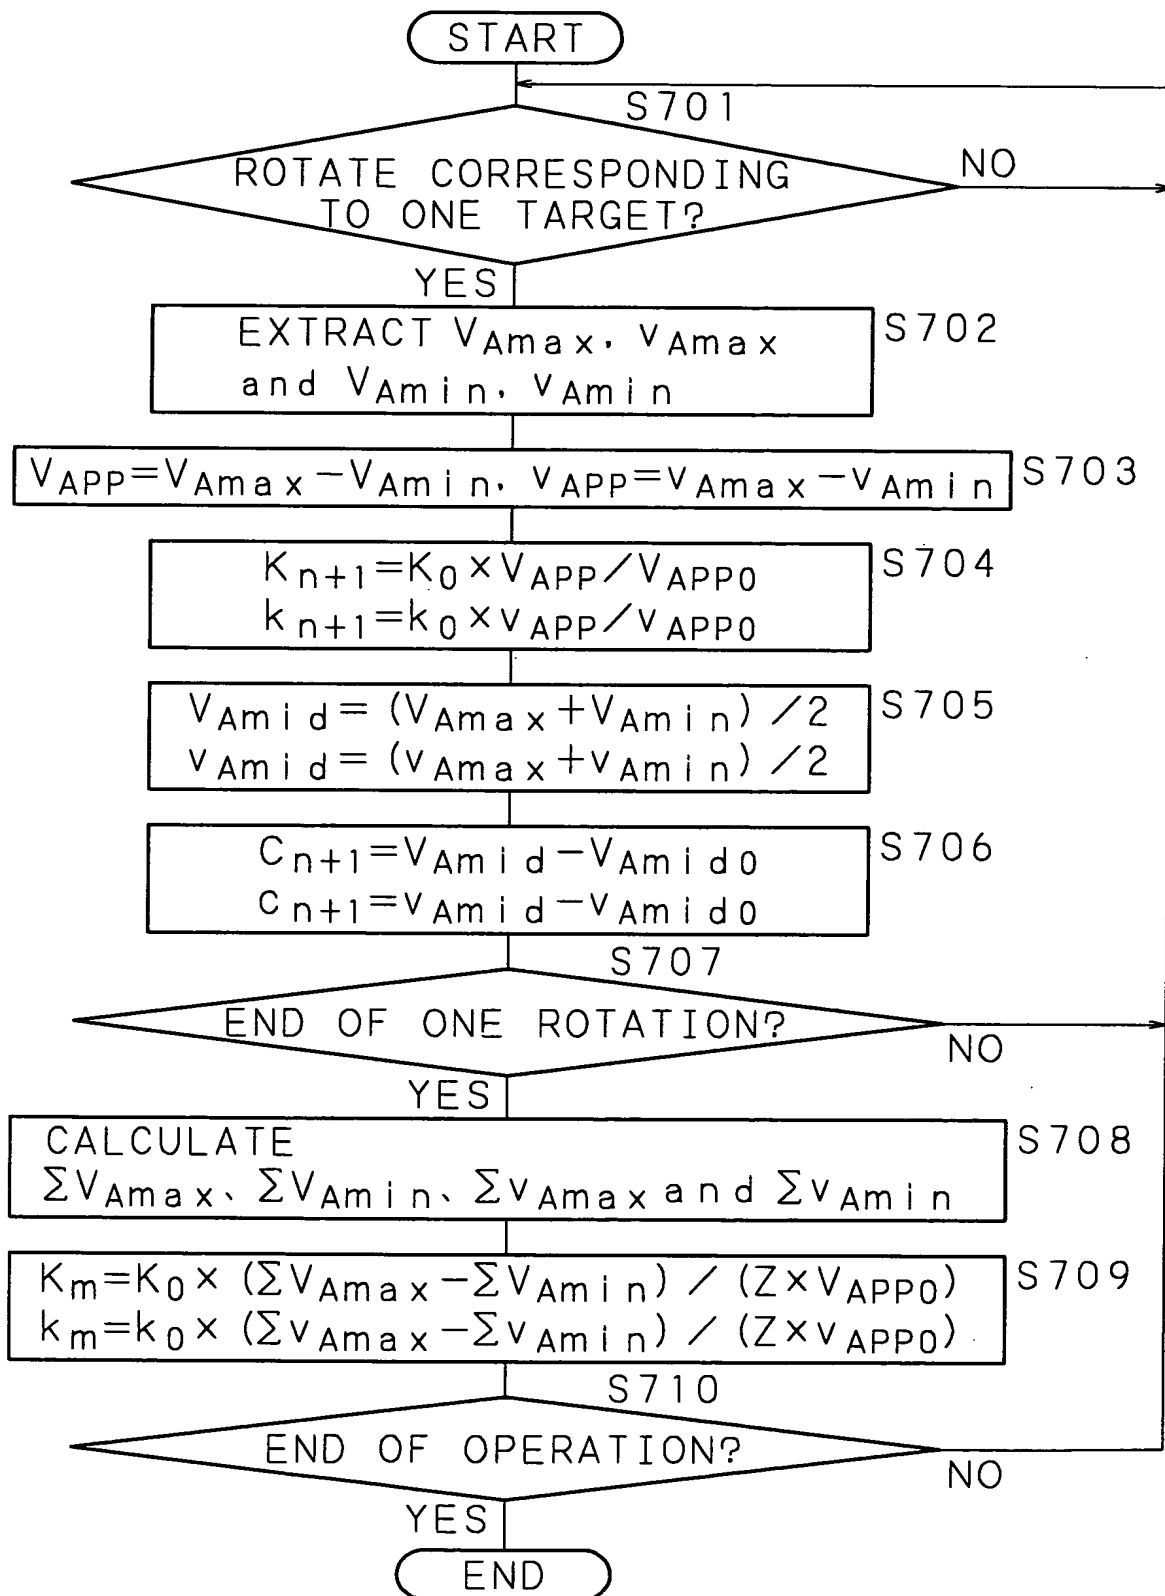 START
S701
ROTATE CORRESPONDING
TO ONE TARGET?
NO
YES
EXTRACT VAmax, vAmax
and VAmin, vAmin
S702
VAPP=VAmax-VAmin, vAPP=vAmax-vAmin
S703
Kn+1=K0×VAPP/VAPP0
kn+1=k0×vAPP/vAPP0
S704
VAmid=(VAmax+VAmin)/2
vAmid=(vAmax+vAmin)/2
S705
Cn+1=VAmid-VAmid0
cn+1=vAmid-vAmid0
S706
S707
END OF ONE ROTATION?
NO
YES
CALCULATE
ΣVAmax、ΣVAmin、ΣvAmax and ΣvAmin
S708
Km=K0×(ΣVAmax-ΣVAmin)/(Z×VAPP0)
km=k0×(ΣvAmax-ΣvAmin)/(Z×vAPP0)
S709
S710
END OF OPERATION?
NO
YES
END